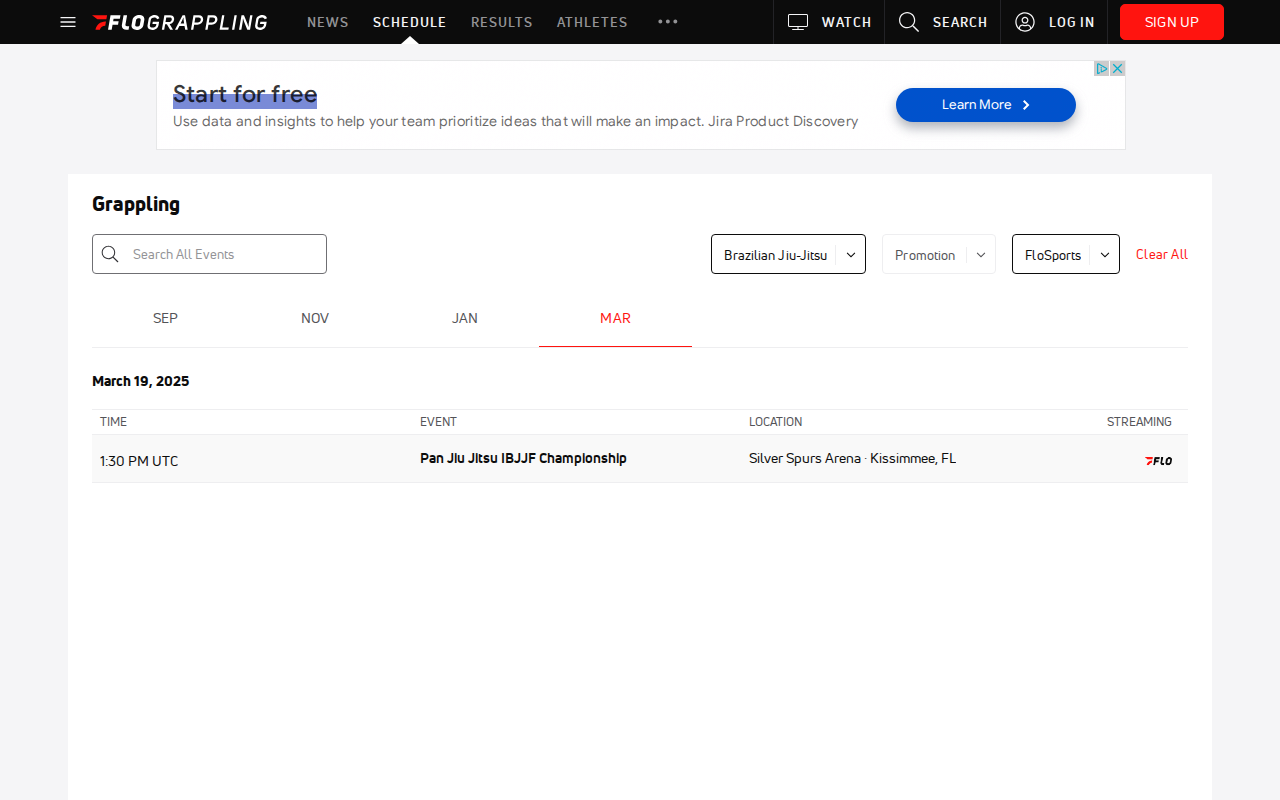 FLOGRAPPLING NEWS SCHEDULE RESULTS ATHLETES WATCH SEARCH LOG IN SIGN UP
Start for free
Use data and insights to help your team prioritize ideas that will make an impact. Jira Product Discovery
Learn More
Grappling
Search All Events Brazilian Jiu-Jitsu Promotion FloSports Clear All
SEP NOV JAN MAR
March 19, 2025
TIME EVENT LOCATION STREAMING
1:30 PM UTC Pan Jiu Jitsu IBJJF Championship Silver Spurs Arena · Kissimmee, FL FLO